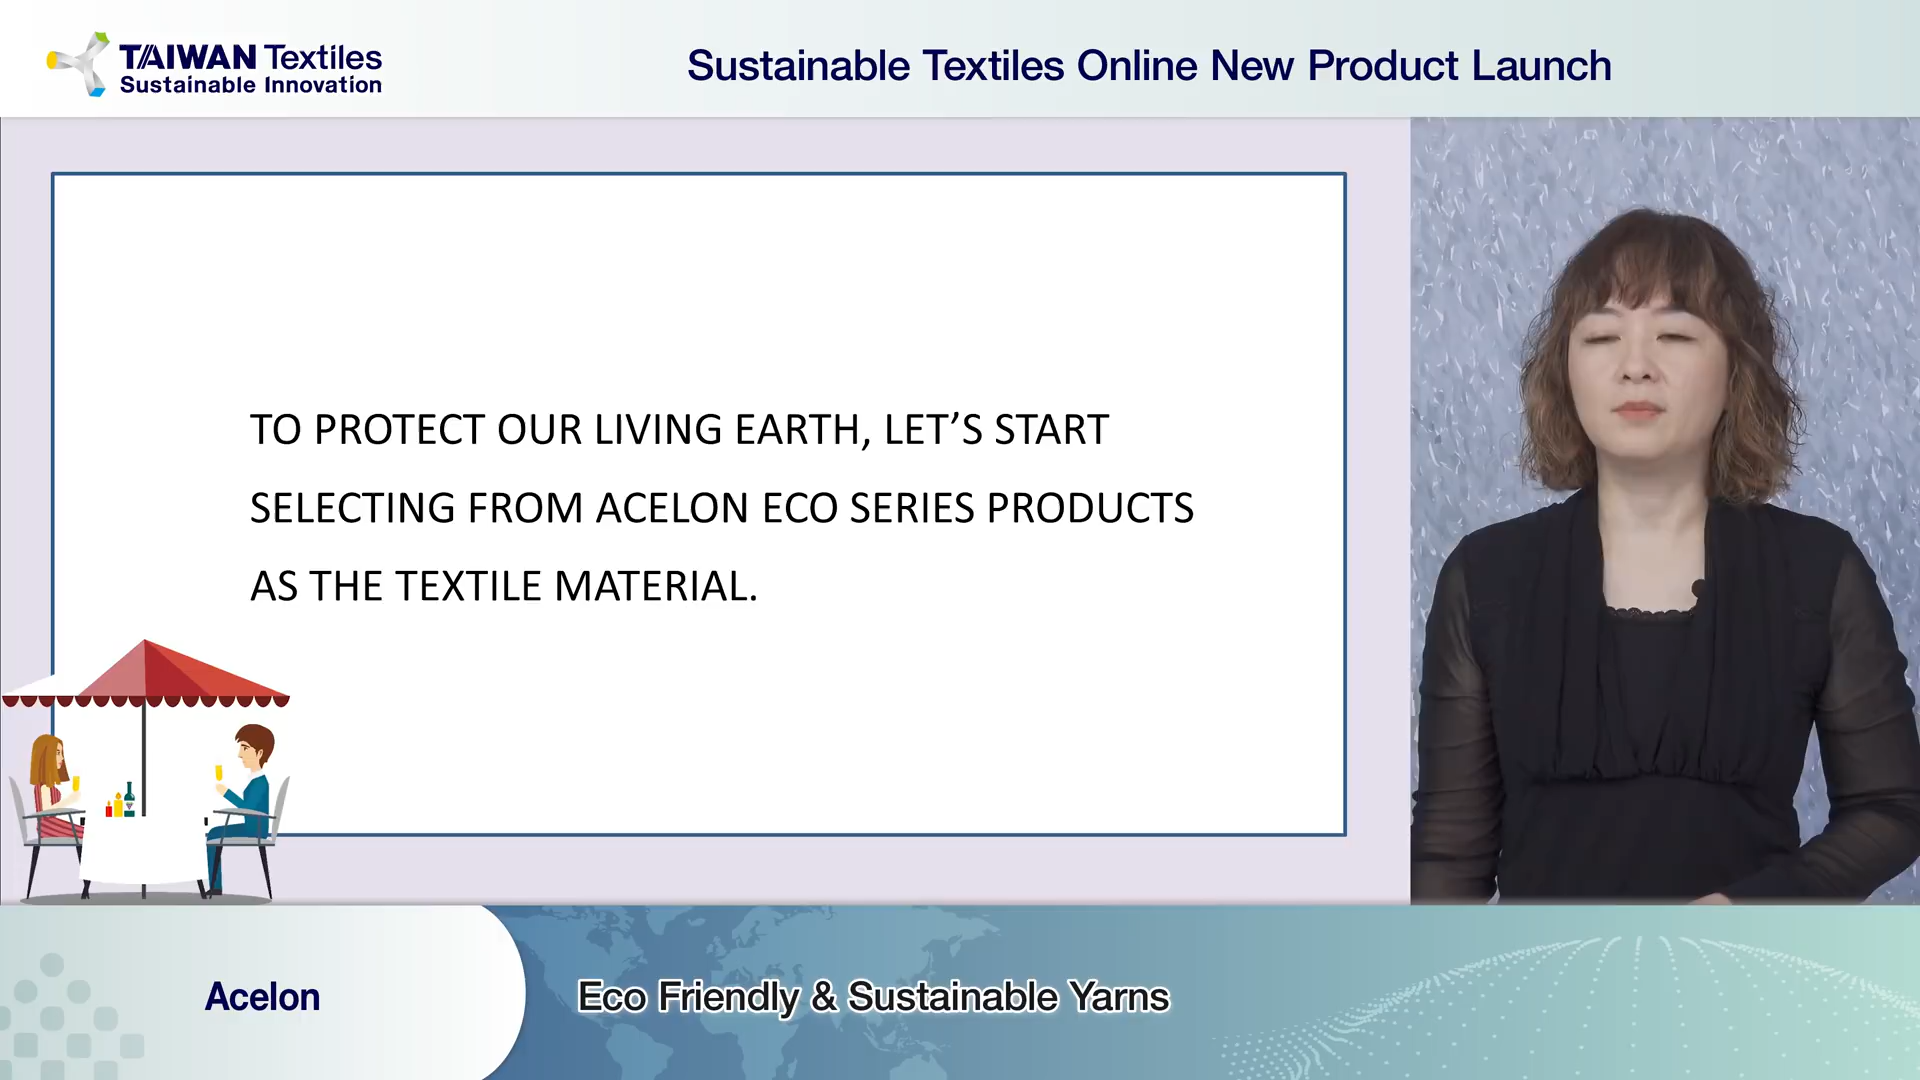 TAIWAN Textiles
Sustainable Innovation
Sustainable Textiles Online New Product Launch
TO PROTECT OUR LIVING EARTH, LET’S START
SELECTING FROM ACELON ECO SERIES PRODUCTS
AS THE TEXTILE MATERIAL.
Acelon
Eco Friendly & Sustainable Yarns